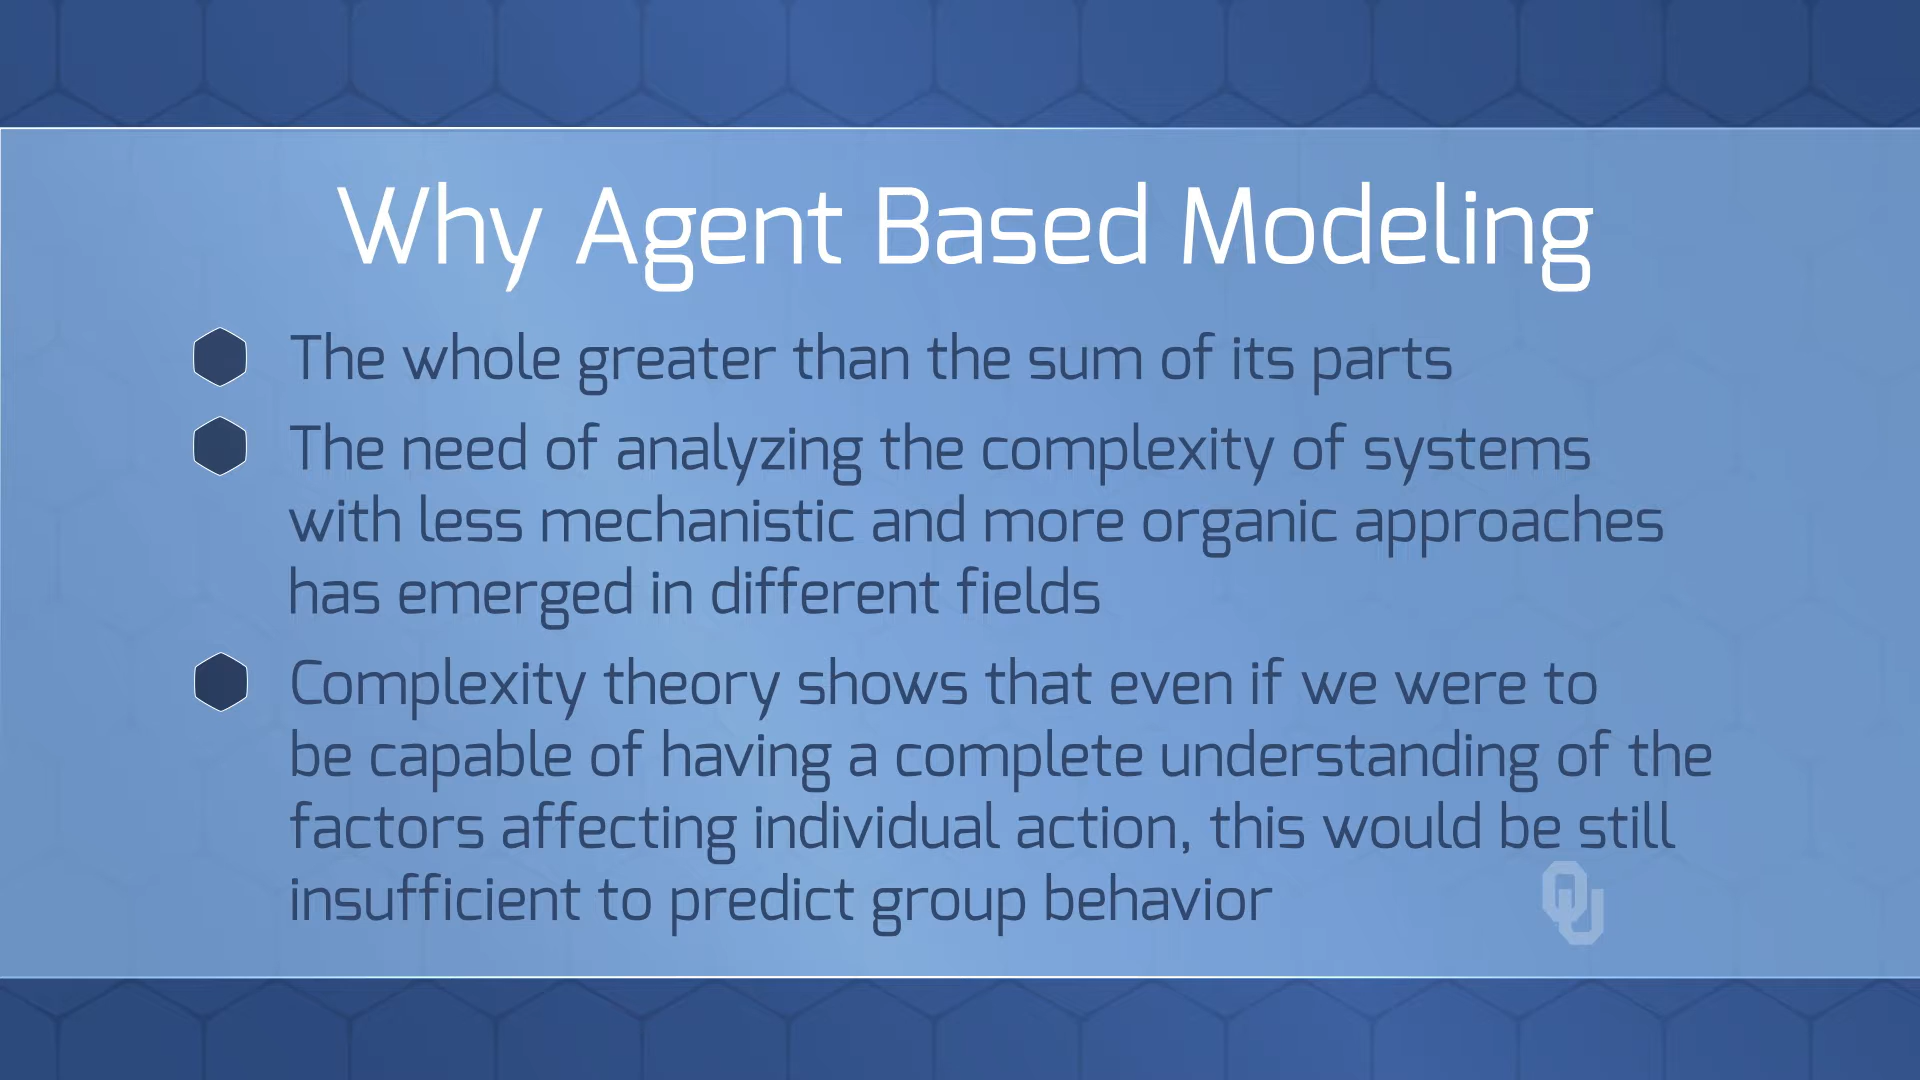 Why Agent Based Modeling
The whole greater than the sum of its parts
The need of analyzing the complexity of systems
with less mechanistic and more organic approaches
has emerged in different fields
Complexity theory shows that even if we were to
be capable of having a complete understanding of the
factors affecting individual action, this would be still
insufficient to predict group behavior
OU